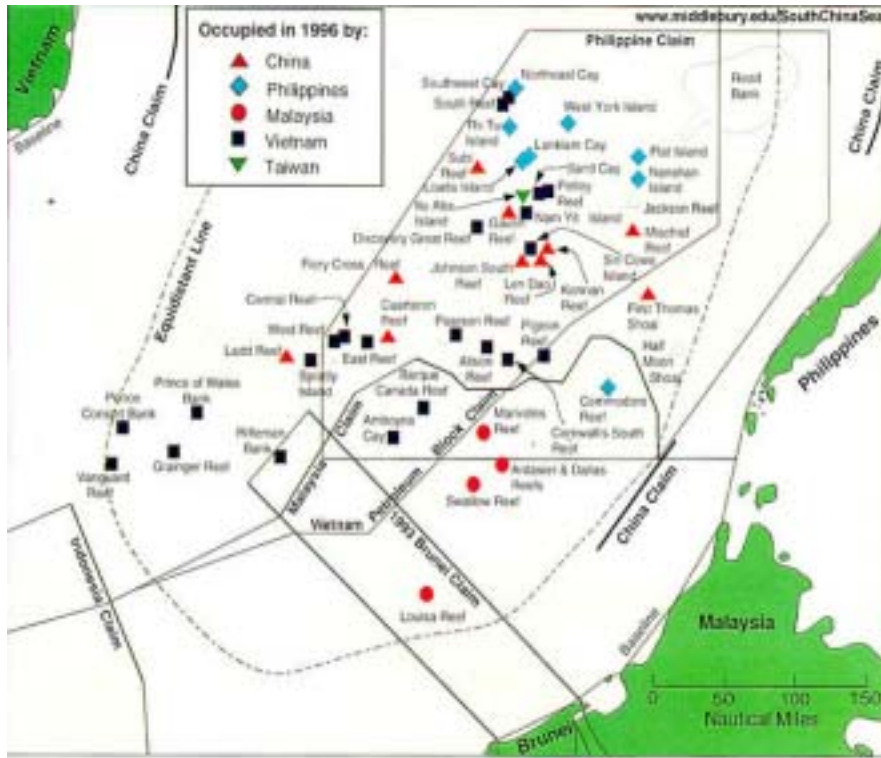 www.middlebury.edu/SouthChinaSea
Occupied in 1996 by:
China
Philippines
Malaysia
Vietnam
Taiwan
Vietnam
Baseline
China Claim
Equidistant Line
Philippine Claim
Southwest Cay
Northeast Cay
South Reef
West York Island
Reed
Bank
China Claim
Island
Lankiam Cay
Subi
Reef
Loaita Island
Sand Cay
Petley
Reef
Flat Island
Nanshan
Island
Itu Aba
Island
Gaven
Reef
Nam Yit Island
Jackson Reef
Mischief
Reef
Discovery Great Reef
Sin Cowe
Island
Fiery Cross Reef
Johnson South
Reef
Len Dao
Reef
Kennan
Reef
First Thomas
Shoal
Central Reef
Cuarteron
Reef
Pearson Reef
Pigeon
Reef
West Reef
Ladd Reef
East Reef
Alison
Reef
Half
Moon
Shoal
Spratly
Island
Barque
Canada Reef
Prince of Wales
Bank
Prince
Consort Bank
Commodore
Reef
Amboyna
Cay
Mariveles
Reef
Cornwallis South
Reef
Rifleman
Bank
Grainger Reef
Vanguard
Reef
Ardasier & Dallas
Reefs
Swallow Reef
Malaysia Claim
Vietnam Petroleum Block Claim
China Claim
Philippines
1993 Brunei Claim
Indonesia Claim
Louisa Reef
Baseline
Malaysia
0 50 100 150
Nautical Miles
Brunei